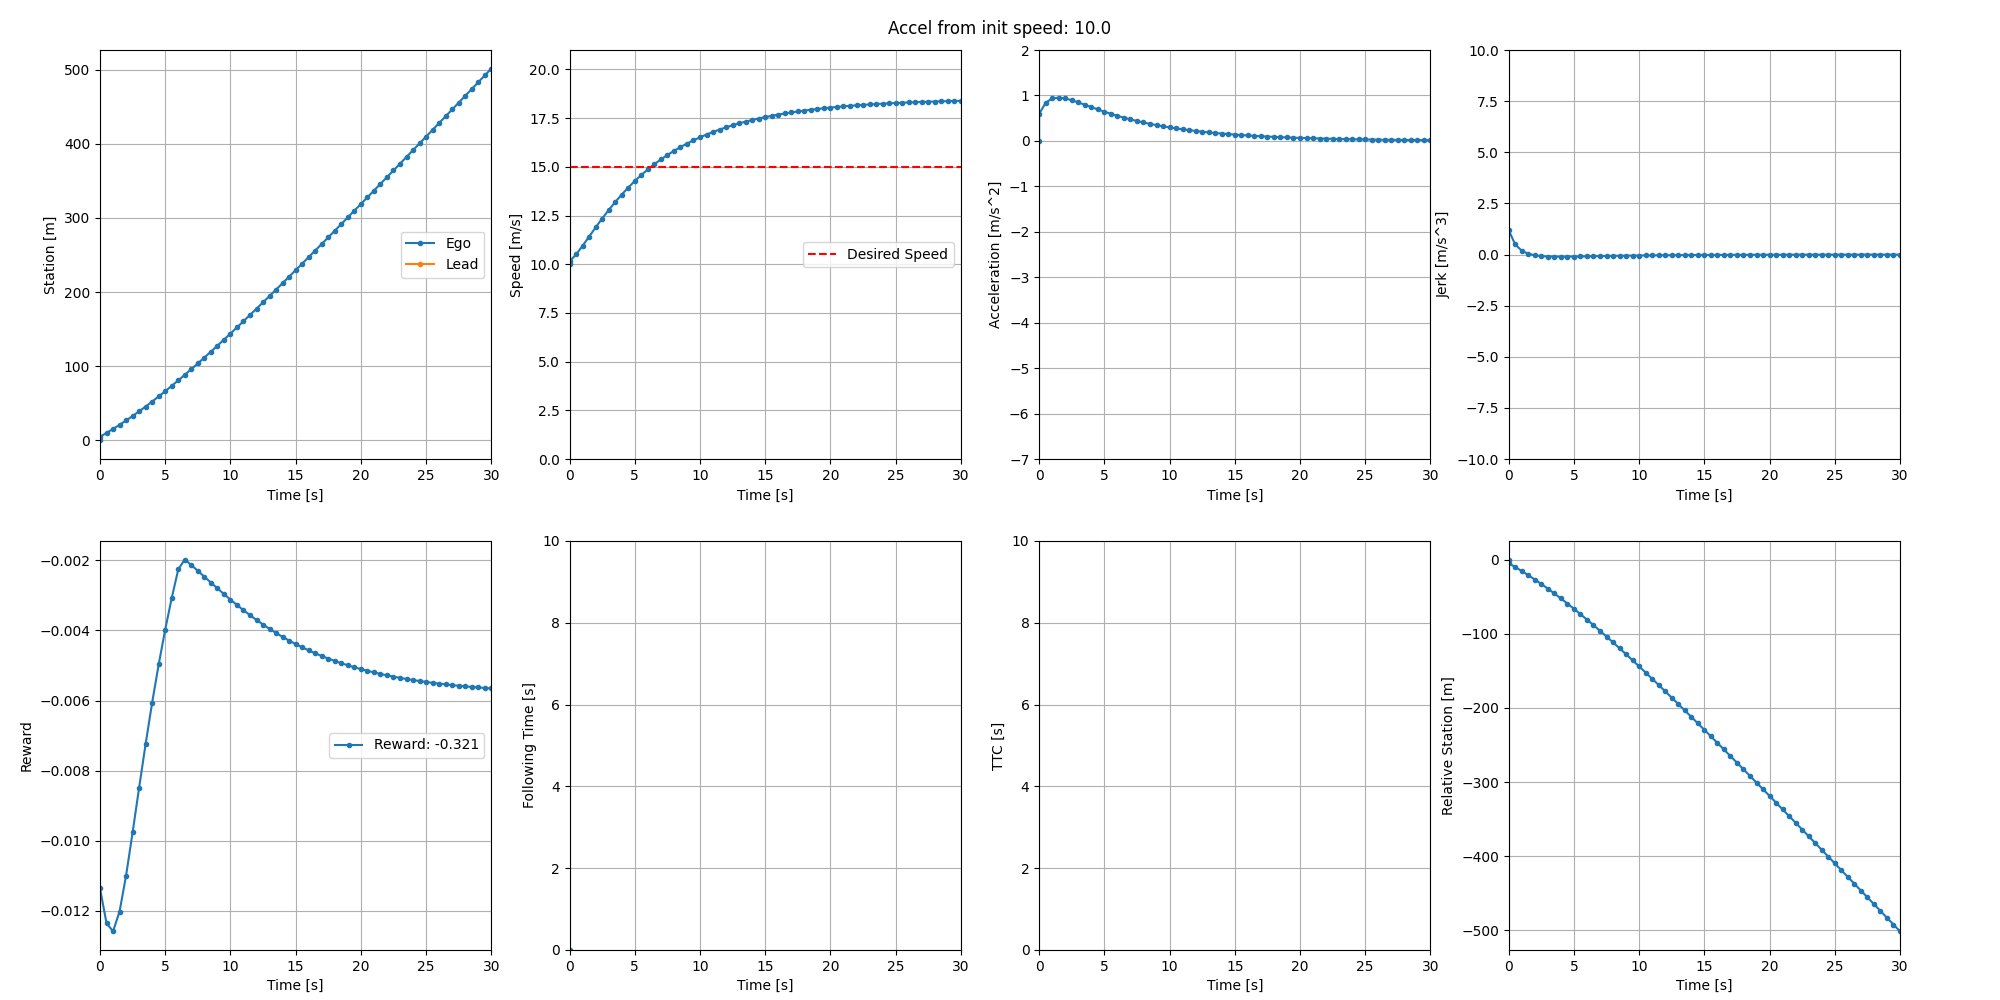 Accel from init speed: 10.0
Station [m]
500
400
300
200
100
0
Ego
Lead
0 5 10 15 20 25 30
Time [s]
Speed [m/s]
20.0
17.5
15.0
12.5
10.0
7.5
5.0
2.5
0.0
Desired Speed
0 5 10 15 20 25 30
Time [s]
Acceleration [m/s^2]
2
1
0
−1
−2
−3
−4
−5
−6
−7
0 5 10 15 20 25 30
Time [s]
Jerk [m/s^3]
10.0
7.5
5.0
2.5
0.0
−2.5
−5.0
−7.5
−10.0
0 5 10 15 20 25 30
Time [s]
Reward
−0.002
−0.004
−0.006
−0.008
−0.010
−0.012
Reward: -0.321
0 5 10 15 20 25 30
Time [s]
Following Time [s]
10
8
6
4
2
0
0 5 10 15 20 25 30
Time [s]
TTC [s]
10
8
6
4
2
0
0 5 10 15 20 25 30
Time [s]
Relative Station [m]
0
−100
−200
−300
−400
−500
0 5 10 15 20 25 30
Time [s]